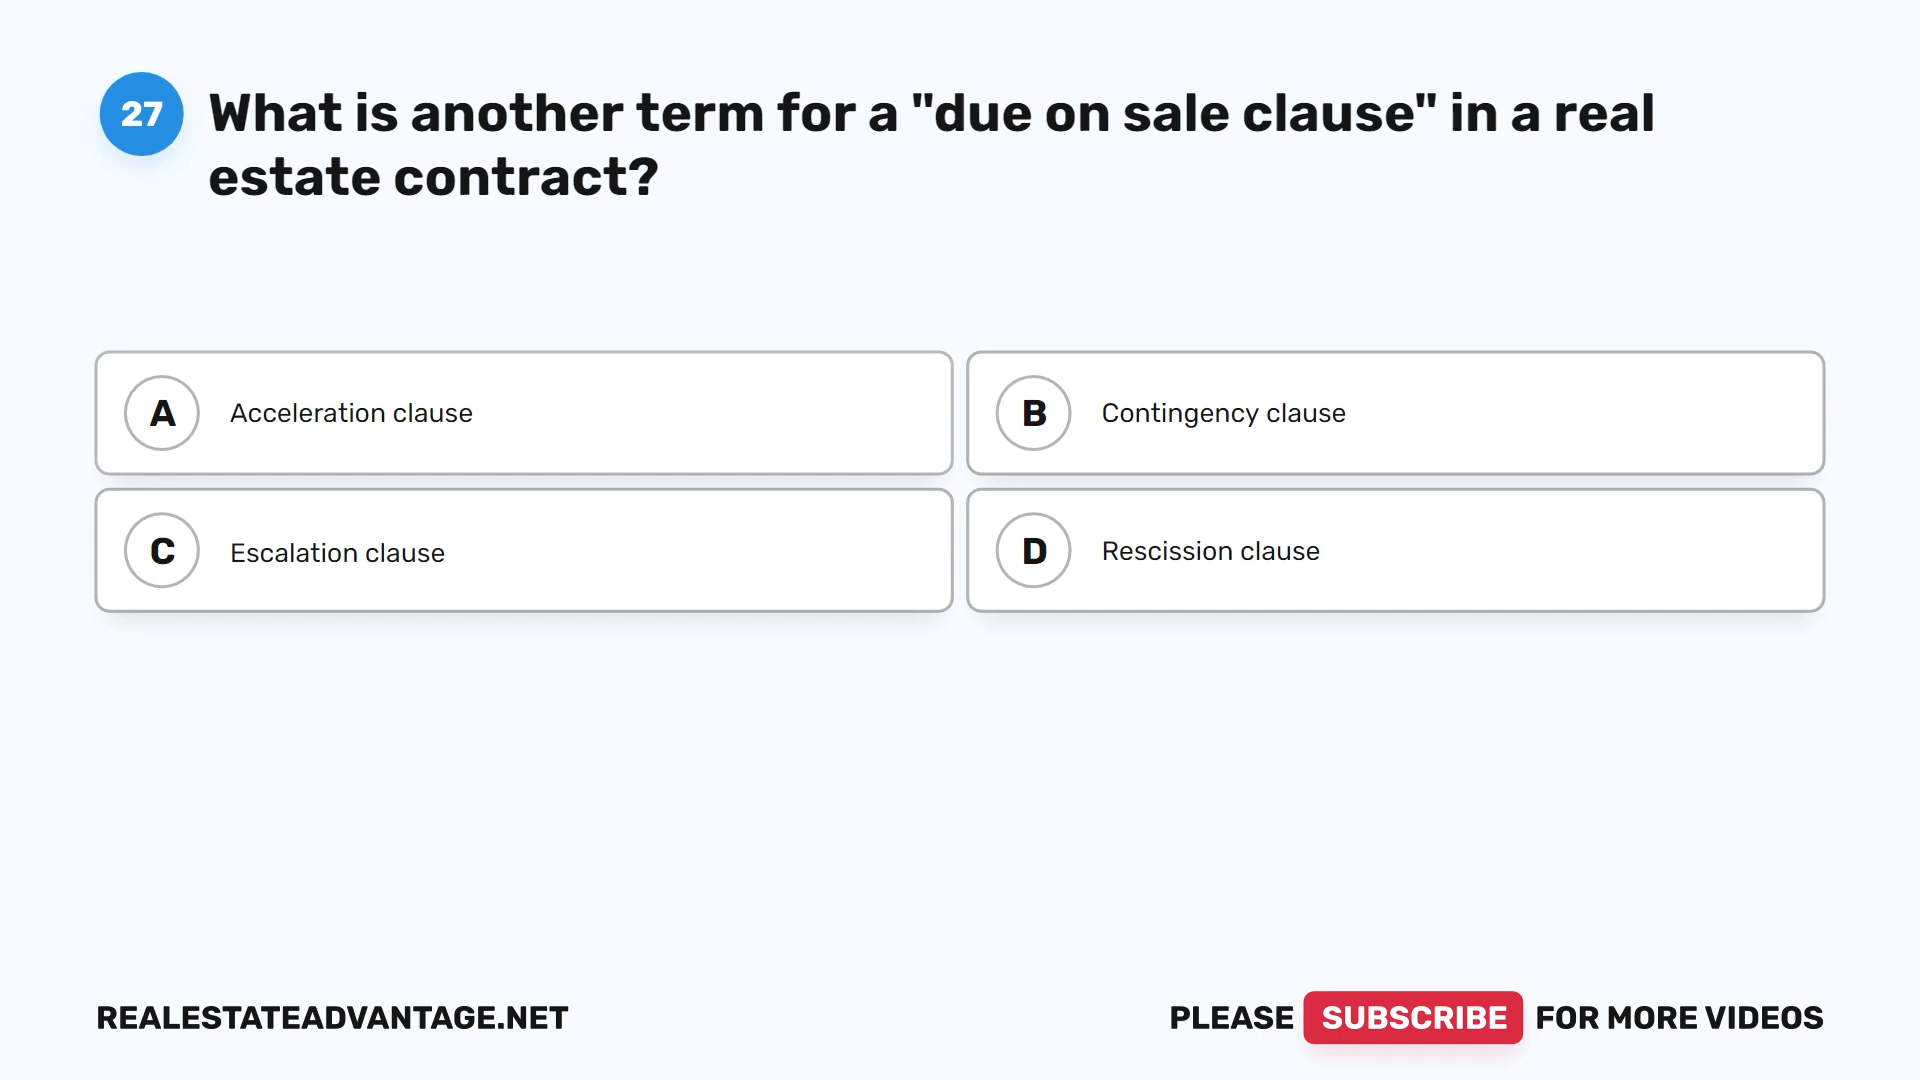 27
What is another term for a "due on sale clause" in a real
estate contract?
A
Acceleration clause
B
Contingency clause
C
Escalation clause
D
Rescission clause
REALESTATEADVANTAGE.NET
PLEASE SUBSCRIBE FOR MORE VIDEOS